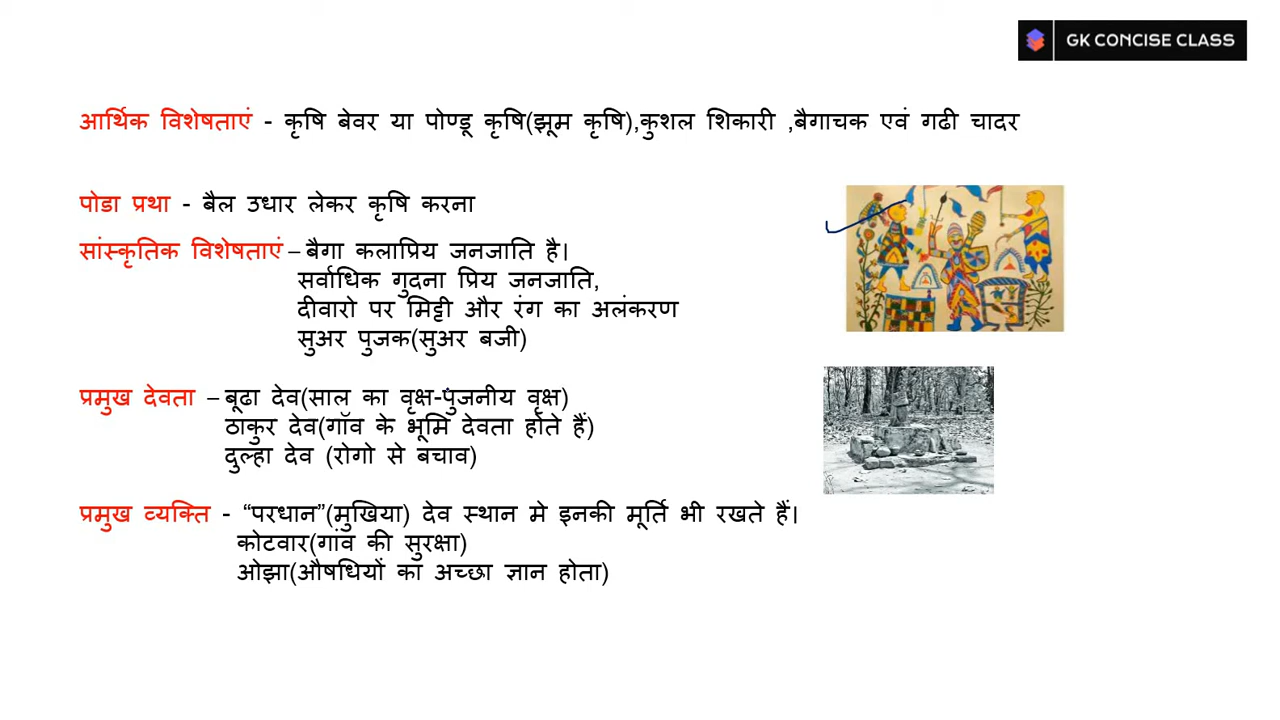 GK CONCISE CLASS
आर्थिक विशेषताएं - कृषि बेवर या पोण्डू कृषि(झूम कृषि),कुशल शिकारी ,बैगाचक एवं गढी चादर
पोडा प्रथा - बैल उधार लेकर कृषि करना
सांस्कृतिक विशेषताएं – बैगा कलाप्रिय जनजाति है।
सर्वाधिक गुदना प्रिय जनजाति,
दीवारो पर मिट्टी और रंग का अलंकरण
सुअर पुजक(सुअर बजी)
प्रमुख देवता – बूढा देव(साल का वृक्ष-पुंजनीय वृक्ष)
ठाकुर देव(गॉव के भूमि देवता होते हैं)
दुल्हा देव (रोगो से बचाव)
प्रमुख व्यक्ति - “परधान”(मुखिया) देव स्थान मे इनकी मूर्ति भी रखते हैं।
कोटवार(गांव की सुरक्षा)
ओझा(औषधियों का अच्छा ज्ञान होता)